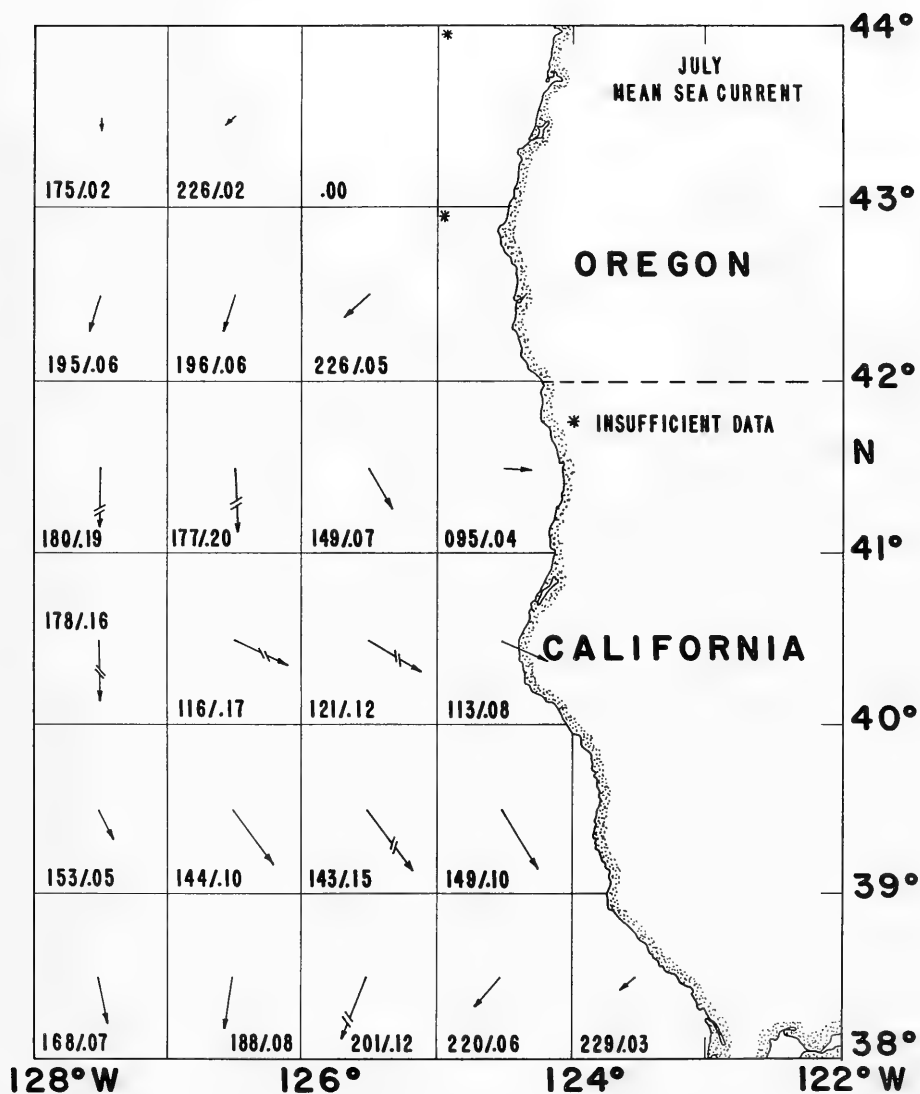 44°
*
JULY
MEAN SEA CURRENT
175/.02 226/.02 .00
43°
*
OREGON
195/.06 196/.06 226/.05
42°
* INSUFFICIENT DATA
N
180/.19 177/.20 149/.07 095/.04
41°
178/.16
CALIFORNIA
116/.17 121/.12 113/.08
40°
153/.05 144/.10 143/.15 149/.10
39°
168/.07 188/.08 201/.12 220/.06 229/.03
38°
128°W 126° 124° 122°W